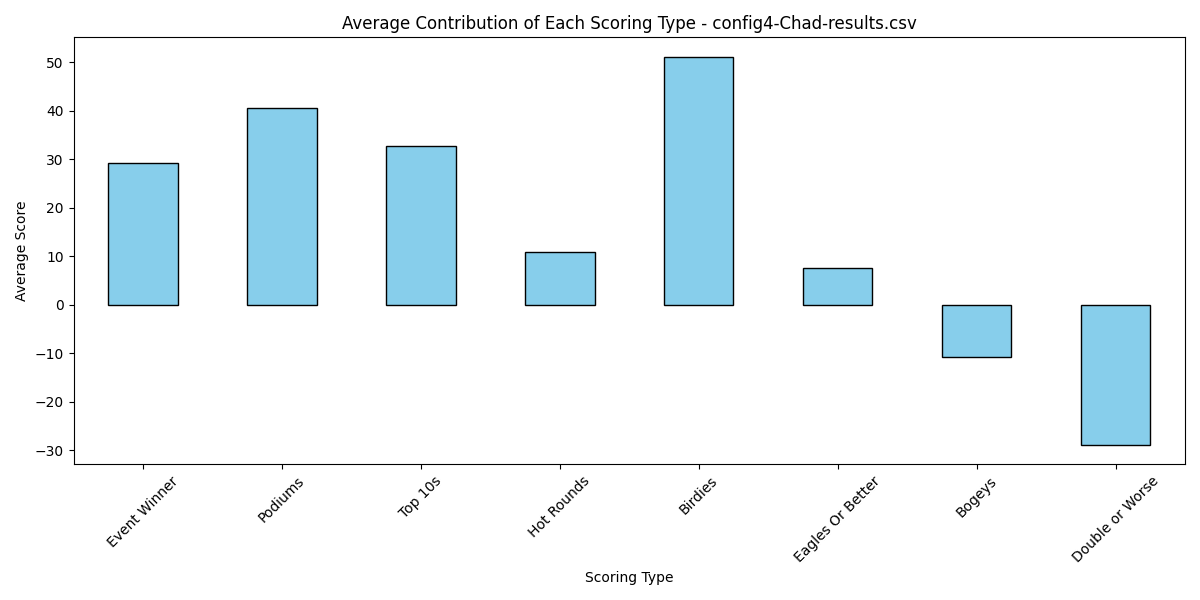 Average Contribution of Each Scoring Type - config4-Chad-results.csv
Average Score
50
40
30
20
10
0
−10
−20
−30
Event Winner
Podiums
Top 10s
Hot Rounds
Birdies
Eagles Or Better
Bogeys
Double or Worse
Scoring Type